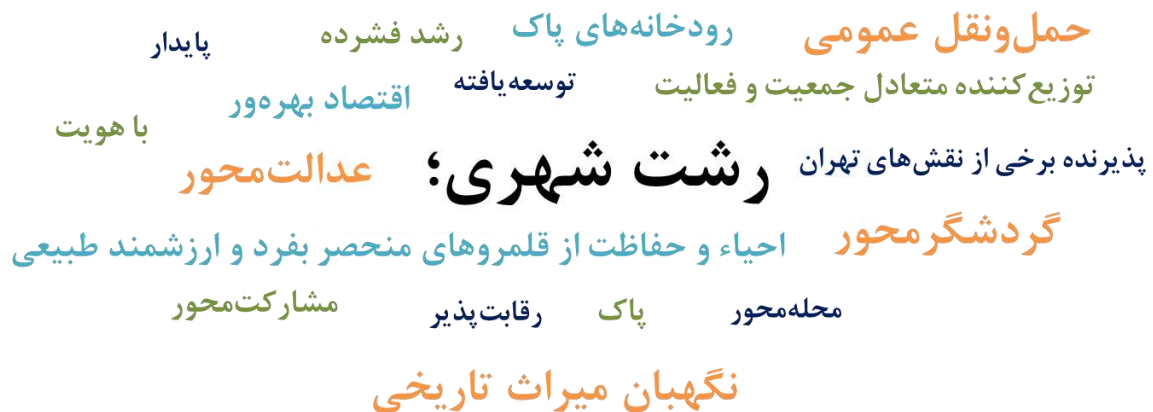 حمل‌ونقل عمومی
رودخانه‌های پاک
رشد فشرده
پایدار
توزیع‌کننده متعادل جمعیت و فعالیت
توسعه‌یافته
اقتصاد بهره‌ور
با هویت
پذیرنده برخی از نقش‌های تهران
رشت شهری؛
عدالت‌محور
گردشگرمحور
احیاء و حفاظت از قلمروهای منحصر بفرد و ارزشمند طبیعی
محله‌محور
پاک
رقابت‌پذیر
مشارکت‌محور
نگهبان میراث تاریخی